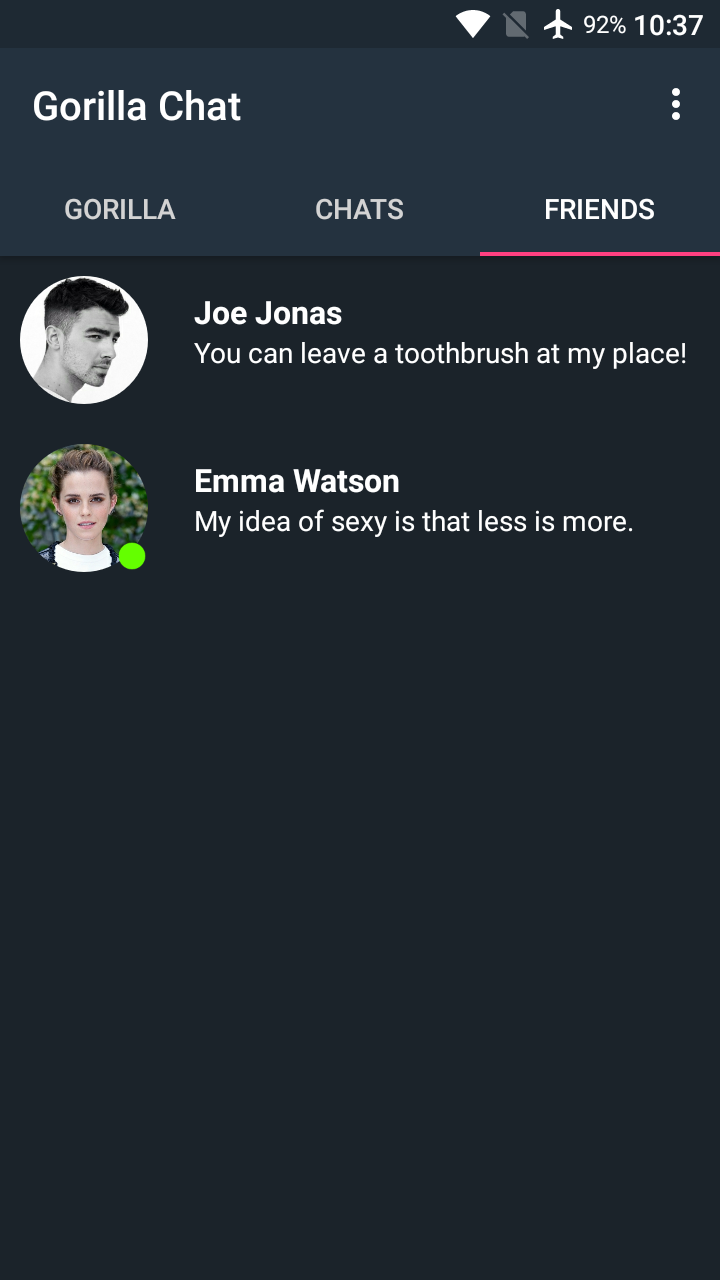 92% 10:37
Gorilla Chat
GORILLA CHATS FRIENDS
Joe Jonas
You can leave a toothbrush at my place!
Emma Watson
My idea of sexy is that less is more.